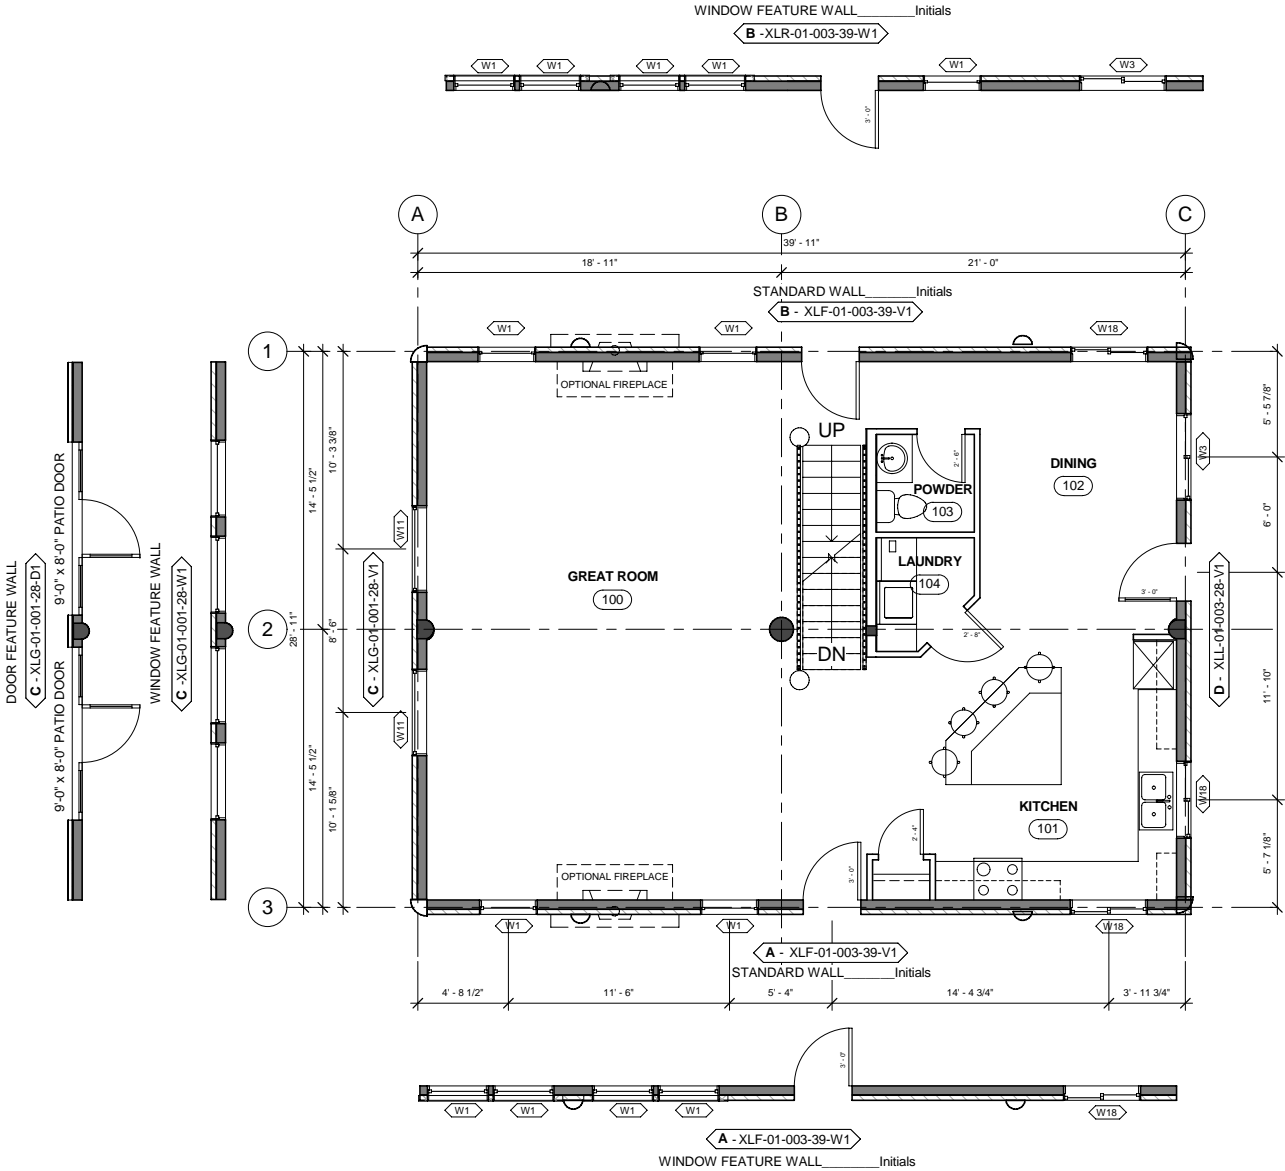 WINDOW FEATURE WALL________Initials
B -XLR-01-003-39-W1
W1 W1 W1 W1 W1 W3
3' - 0"
A B C
39' - 11"
18' - 11" 21' - 0"
STANDARD WALL_______Initials
B - XLF-01-003-39-V1
W1 W1 W18
1
OPTIONAL FIREPLACE
5' - 5 7/8"
10' - 3 3/8"
14' - 5 1/2"
UP
W3
2' - 6"
DINING
102
POWDER
103
W11
6' - 0"
LAUNDRY
104
GREAT ROOM
100
3' - 0"
DOOR FEATURE WALL
C - XLG-01-001-28-D1
9'-0" x 8'-0" PATIO DOOR
9'-0" x 8'-0" PATIO DOOR
WINDOW FEATURE WALL
C -XLG-01-001-28-W1
2
28' - 11"
8' - 6"
C - XLG-01-001-28-V1
D - XLL-01-003-28-V1
2' - 8"
DN
11' - 10"
W11
14' - 5 1/2"
10' - 1 5/8"
W18
KITCHEN
101
2' - 4"
5' - 7 1/8"
OPTIONAL FIREPLACE
3' - 0"
3
W1 W1 W18
A - XLF-01-003-39-V1
STANDARD WALL_______Initials
4' - 8 1/2" 11' - 6" 5' - 4" 14' - 4 3/4" 3' - 11 3/4"
3' - 0"
W1 W1 W1 W1 W18
A - XLF-01-003-39-W1
WINDOW FEATURE WALL________Initials